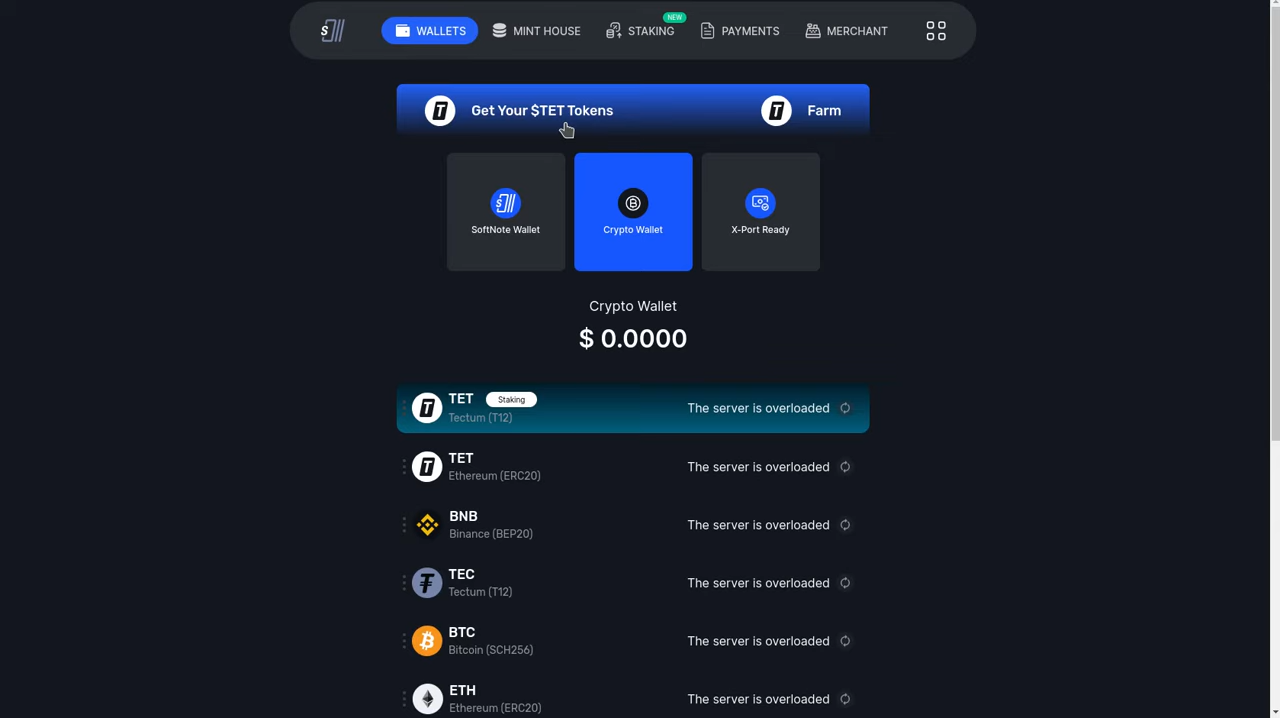 WALLETS
MINT HOUSE
STAKING
NEW
PAYMENTS
MERCHANT
Get Your $TET Tokens
Farm
SoftNote Wallet
Crypto Wallet
X-Port Ready
Crypto Wallet
$ 0.0000
TET Staking
Tectum (T12)
The server is overloaded
TET
Ethereum (ERC20)
The server is overloaded
BNB
Binance (BEP20)
The server is overloaded
TEC
Tectum (T12)
The server is overloaded
BTC
Bitcoin (SCH256)
The server is overloaded
ETH
Ethereum (ERC20)
The server is overloaded